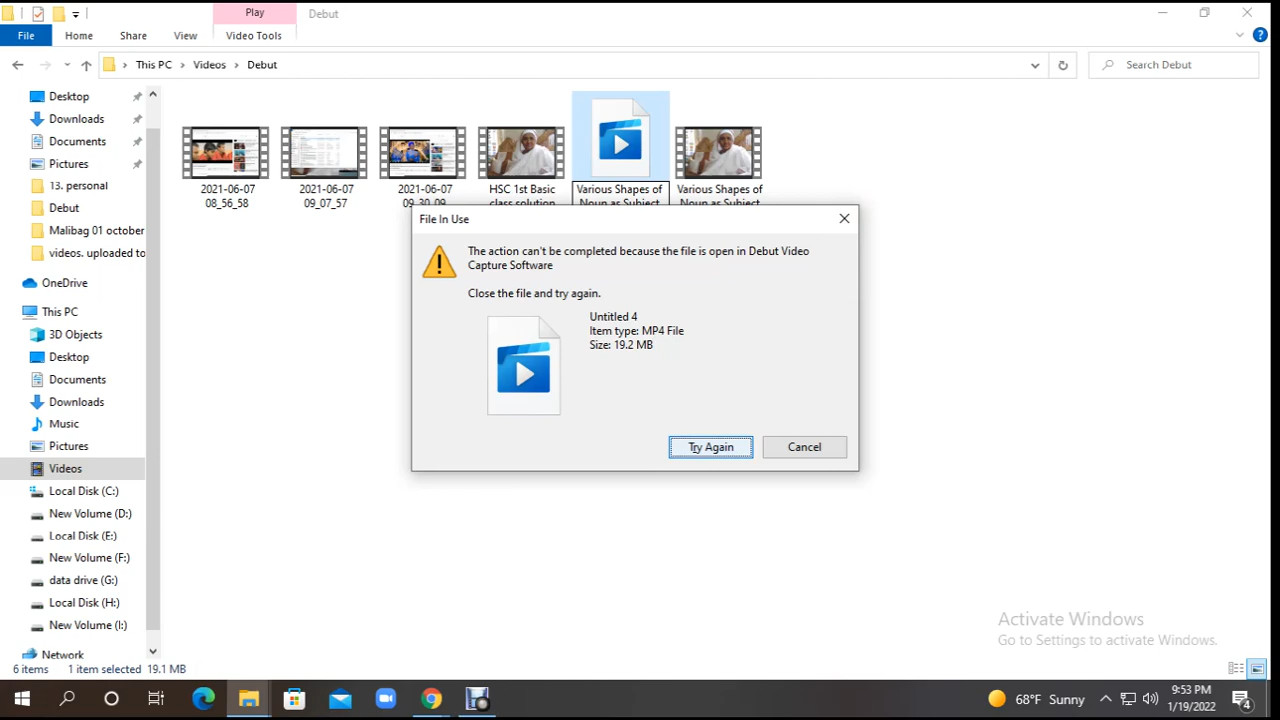 Play
Debut
File
Home
Share
View
Video Tools
This PC
Videos
Debut
Search Debut
Desktop
Downloads
Documents
Pictures
13. personal
Debut
Malibag 01 october
videos. uploaded to
OneDrive
This PC
3D Objects
Desktop
Documents
Downloads
Music
Pictures
Videos
Local Disk (C:)
New Volume (D:)
Local Disk (E:)
New Volume (F:)
data drive (G:)
Local Disk (H:)
New Volume (I:)
Network
2021-06-07
08_56_58
2021-06-07
09_07_57
2021-06-07
09_30_09
HSC 1st Basic
class solution
Various Shapes of
Noun as Subject
Various Shapes of
Noun as Subject
File In Use
The action can't be completed because the file is open in Debut Video
Capture Software
Close the file and try again.
Untitled 4
Item type: MP4 File
Size: 19.2 MB
Try Again
Cancel
Activate Windows
Go to Settings to activate Windows.
6 items
1 item selected 19.1 MB
68°F Sunny
9:53 PM
1/19/2022
4